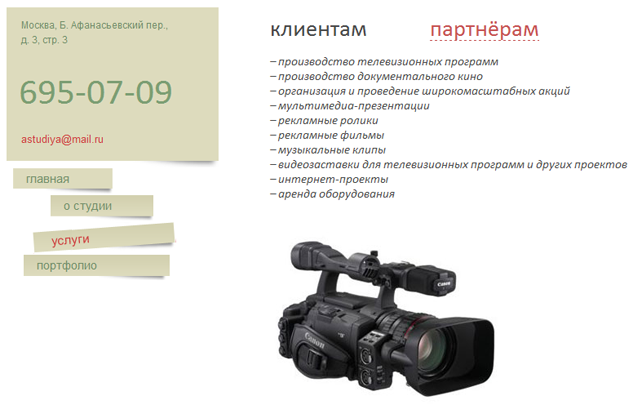 Москва, Б. Афанасьевский пер.,
д. 3, стр. 3
695-07-09
astudiya@mail.ru
главная
о студии
услуги
портфолио
клиентам
партнёрам
– производство телевизионных программ
– производство документального кино
– организация и проведение широкомасштабных акций
– мультимедиа-презентации
– рекламные ролики
– рекламные фильмы
– музыкальные клипы
– видеозаставки для телевизионных программ и других проектов
– интернет-проекты
– аренда оборудования
Canon
Canon